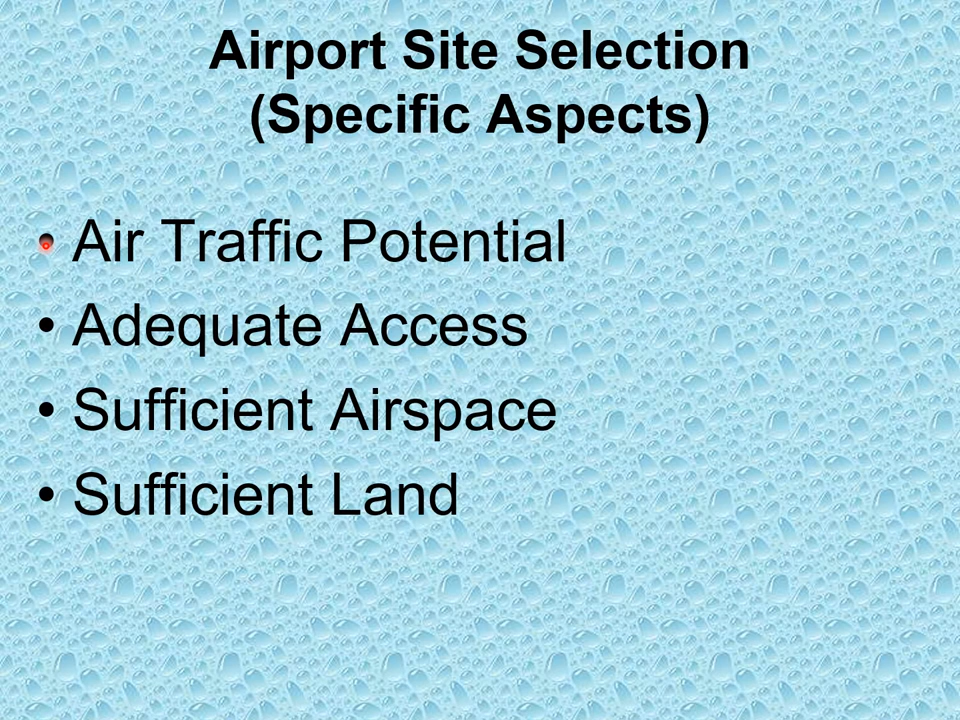 Airport Site Selection
(Specific Aspects)
• Air Traffic Potential
• Adequate Access
• Sufficient Airspace
• Sufficient Land